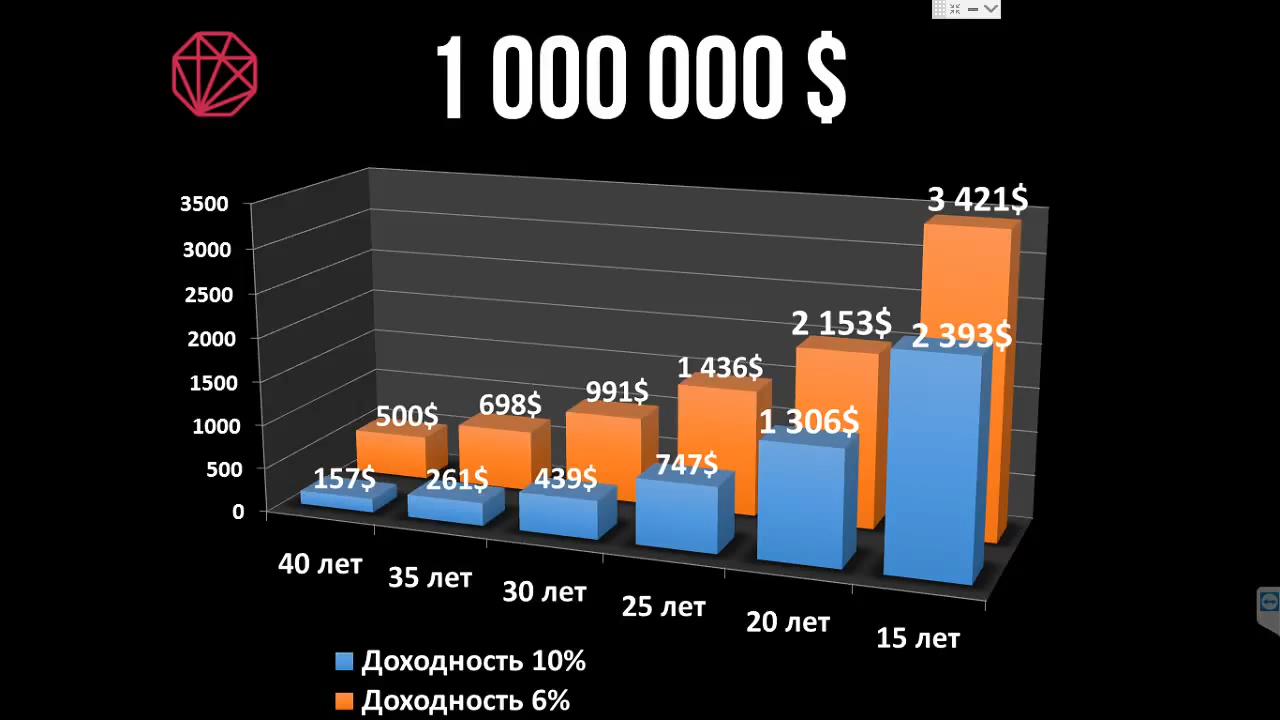 1 000 000 $
3500
3000
2500
2000
1500
1000
500
0
3 421$
2 153$
2 393$
1 436$
991$
698$
500$
1 306$
747$
439$
261$
157$
40 лет
35 лет
30 лет
25 лет
20 лет
15 лет
Доходность 10%
Доходность 6%